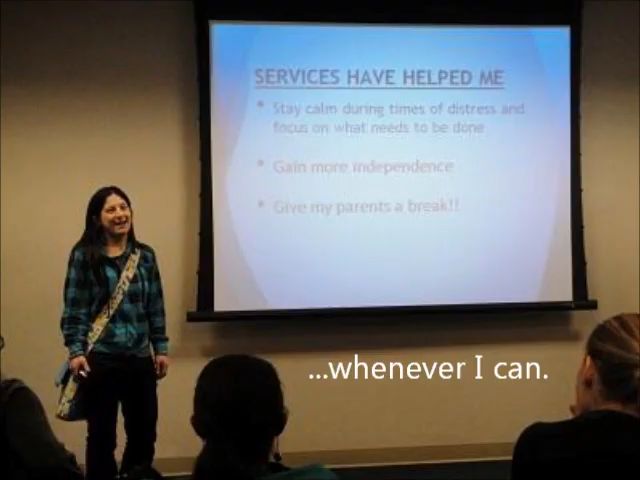 SERVICES HAVE HELPED ME
* Stay calm during times of distress and
focus on what needs to be done
* Gain more independence
* Give my parents a break!!
...whenever I can.